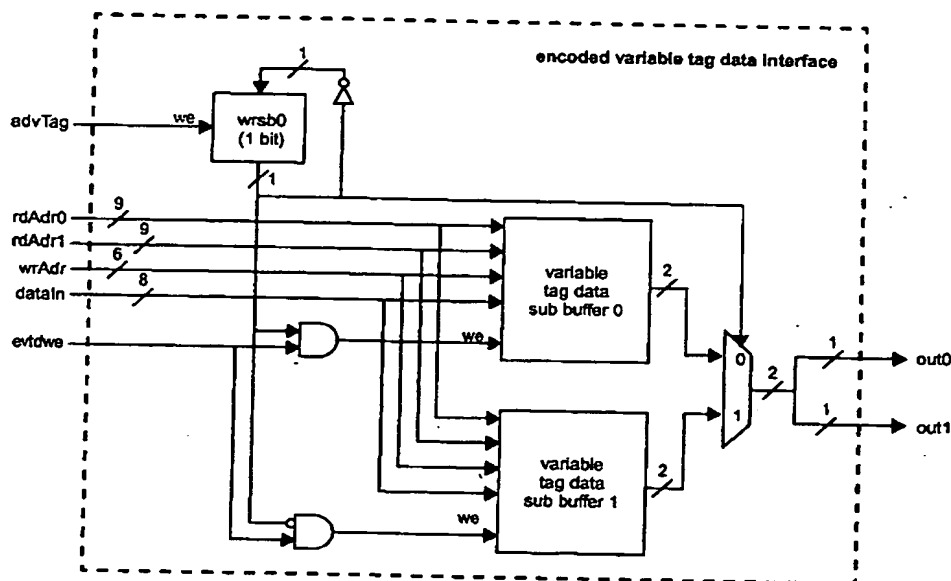 encoded variable tag data interface
1
advTag
we
wrsb0
(1 bit)
1
rdAdr0
9
rdAdr1
9
wrAdr
6
dataIn
8
evtdwe
variable
tag data
sub buffer 0
we
2
0
1
2
1
out0
1
out1
variable
tag data
sub buffer 1
we
2